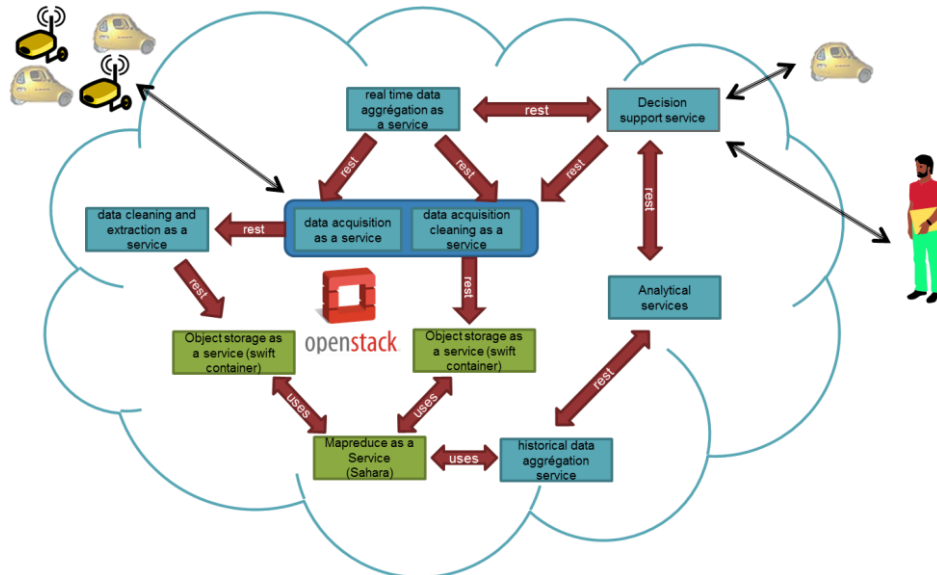 real time data
aggrégation as
a service
rest
Decision
support service
rest
rest
rest
rest
data cleaning and
extraction as a
service
rest
data acquisition
as a service
data acquisition
cleaning as a
service
rest
rest
Analytical
services
openstack
Object storage as
a service (swift
container)
Object storage as
a service (swift
container)
rest
uses
uses
Mapreduce as a
Service
(Sahara)
uses
historical data
aggrégation
service